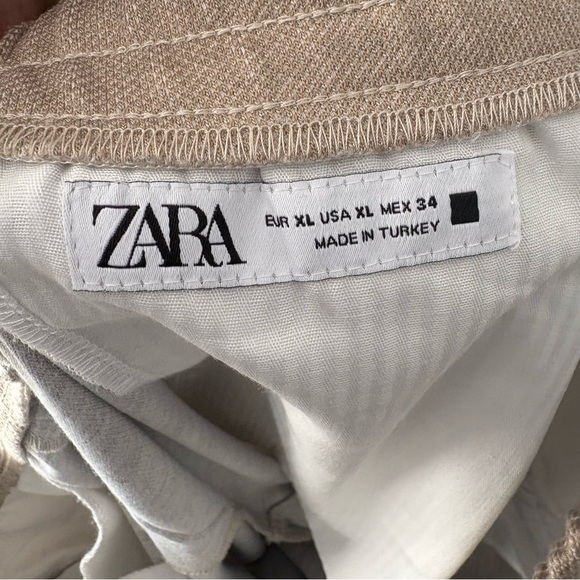 ZARA
EUR XL USA XL MEX 34
MADE IN TURKEY